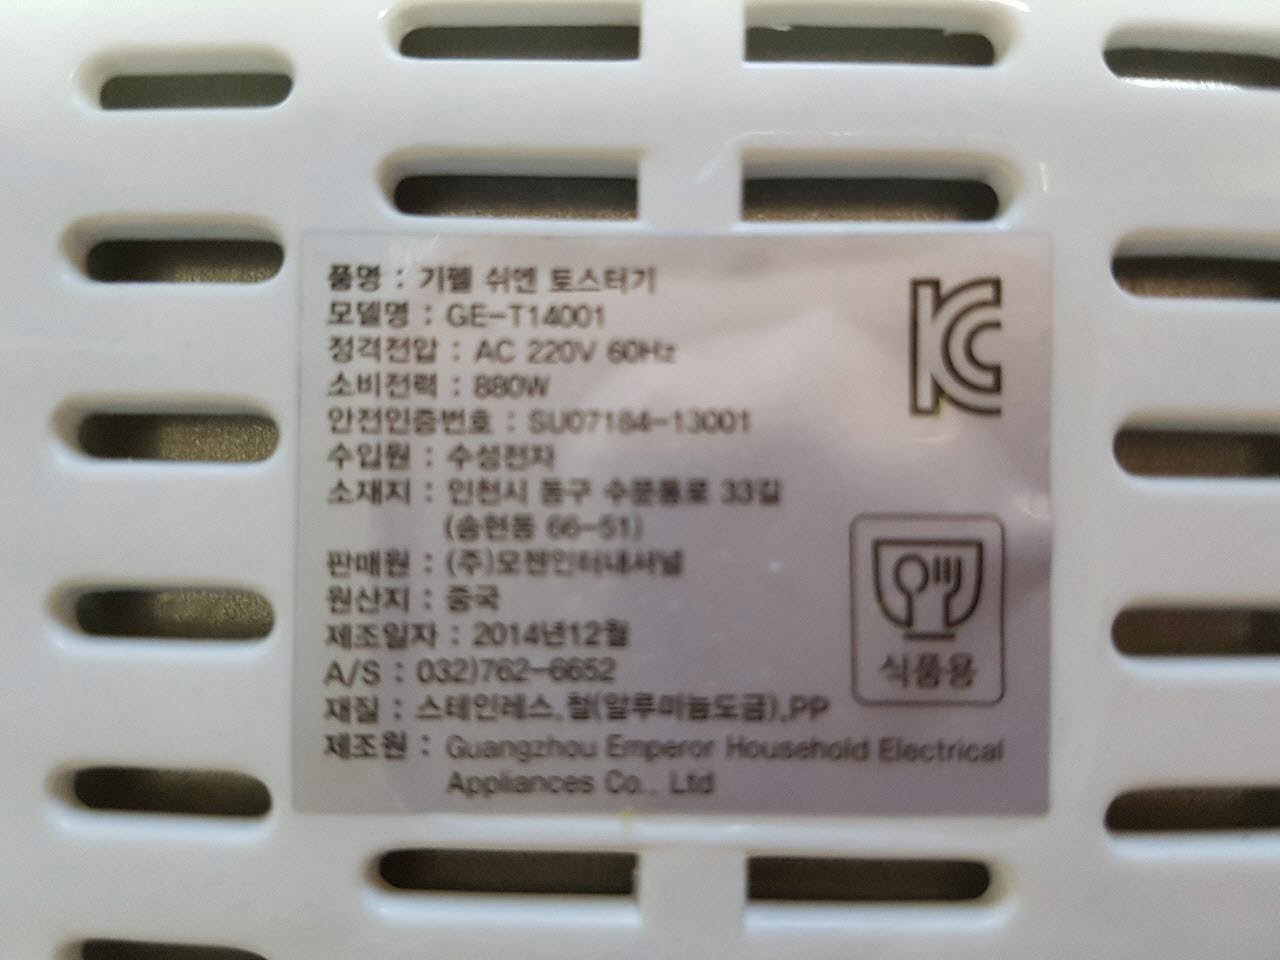 품명 : 기펠 쉬엔 토스터기
모델명 : GE-T14001
정격전압 : AC 220V 60Hz
소비전력 : 880W
안전인증번호 : SU07184-13001
수입원 : 수성전자
소재지 : 인천시 동구 수문통로 33길
(송현동 66-51)
판매원 : (주)모젠인터내셔널
원산지 : 중국
제조일자 : 2014년12월
A/S : 032)762-6652
재질 : 스테인레스,철(알루미늄도금),PP
제조원 : Guangzhou Emperor Household Electrical
Appliances Co., Ltd
KC
식품용